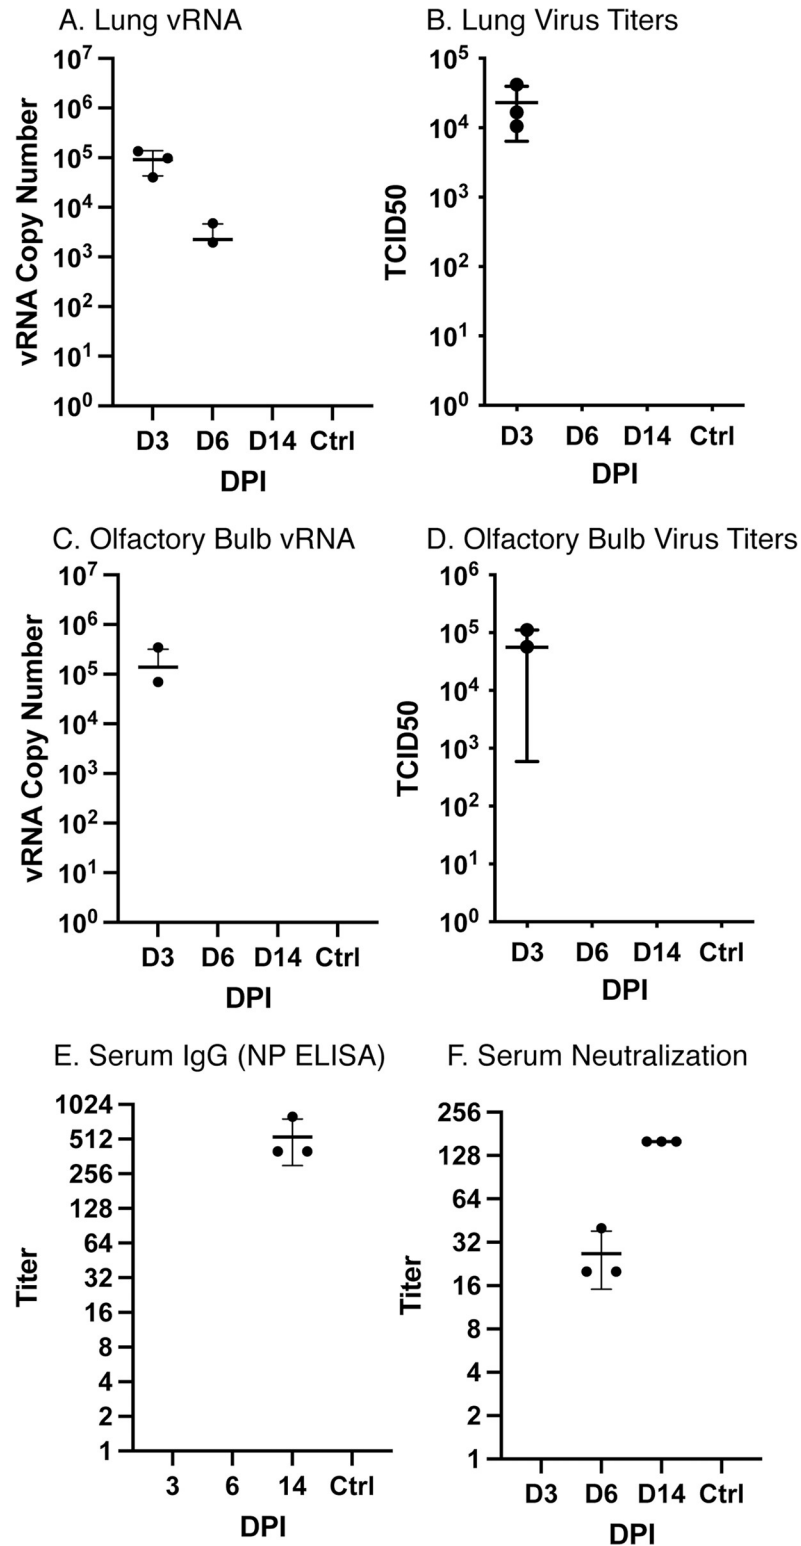 A. Lung vRNA
vRNA Copy Number
10⁷
10⁶
10⁵
10⁴
10³
10²
10¹
10⁰
D3 D6 D14 Ctrl
DPI
B. Lung Virus Titers
TCID50
10⁵
10⁴
10³
10²
10¹
10⁰
D3 D6 D14 Ctrl
DPI
C. Olfactory Bulb vRNA
vRNA Copy Number
10⁷
10⁶
10⁵
10⁴
10³
10²
10¹
10⁰
D3 D6 D14 Ctrl
DPI
D. Olfactory Bulb Virus Titers
TCID50
10⁶
10⁵
10⁴
10³
10²
10¹
10⁰
D3 D6 D14 Ctrl
DPI
E. Serum IgG (NP ELISA)
Titer
1024
512
256
128
64
32
16
8
4
2
1
3 6 14 Ctrl
DPI
F. Serum Neutralization
Titer
256
128
64
32
16
8
4
2
1
D3 D6 D14 Ctrl
DPI